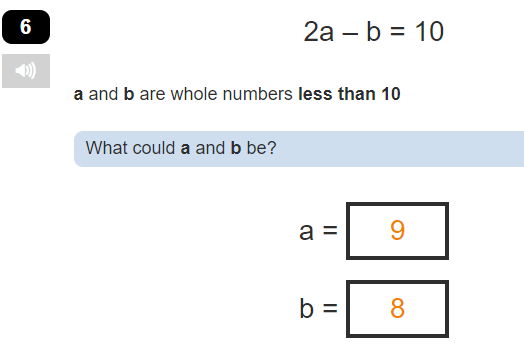 6
2a – b = 10
a and b are whole numbers less than 10
What could a and b be?
a = 9
b = 8